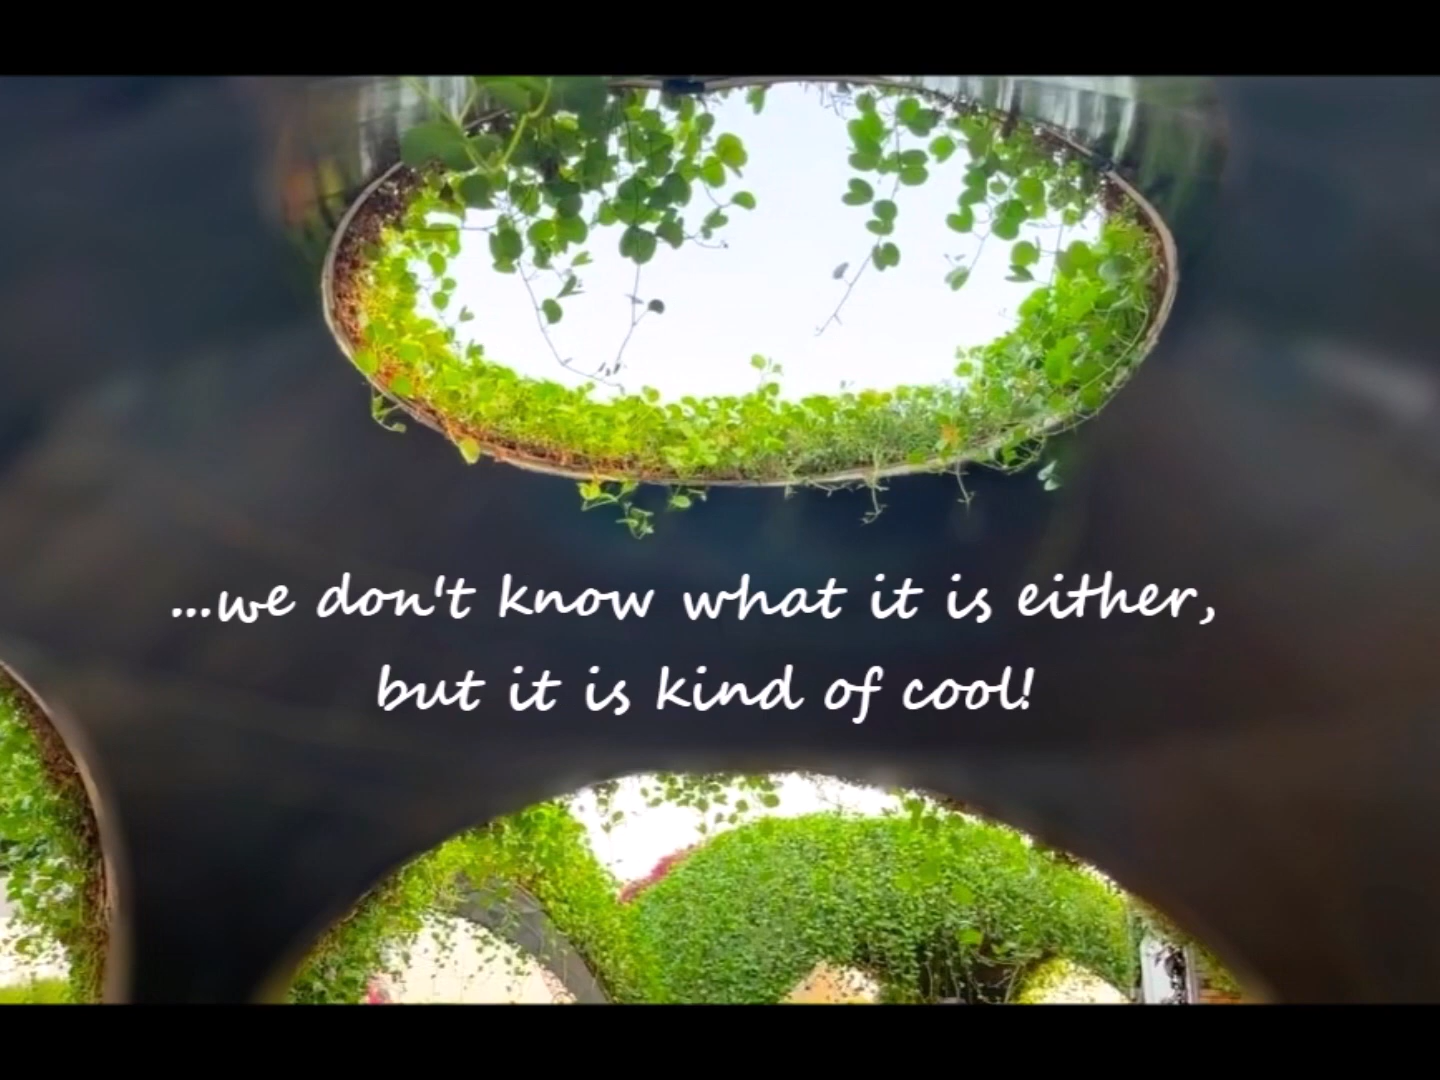 ...we don't know what it is either,
but it is kind of cool!